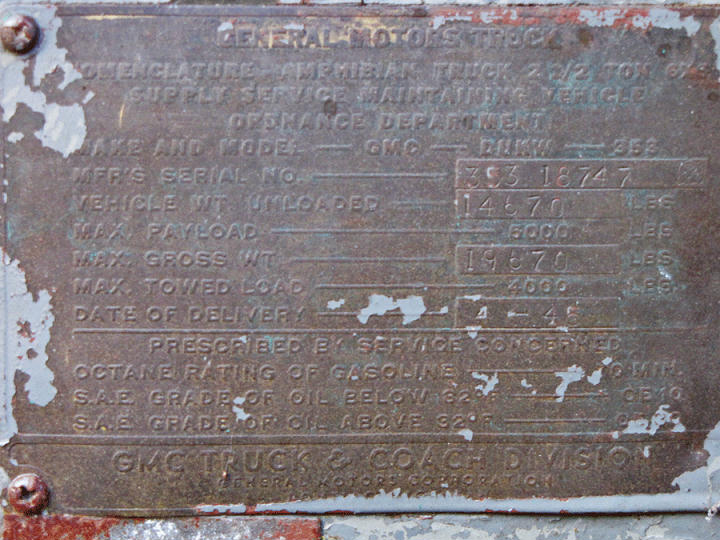 GENERAL MOTORS TRUCK
NOMENCLATURE - AMPHIBIAN TRUCK 2 1/2 TON
SUPPLY SERVICE MAINTAINING VEHICLE
ORDNANCE DEPARTMENT
MAKE AND MODEL — GMC — DUKW — 353
MFR'S SERIAL NO. — 353 18747
VEHICLE WT. UNLOADED — 14670 LBS
MAX. PAYLOAD — 5000 LBS
MAX. GROSS WT — 19670 LBS.
MAX. TOWED LOAD — 4000 LBS.
DATE OF DELIVERY —
PRESCRIBED BY SERVICE CONCERNED
OCTANE RATING OF GASOLINE — MIN.
S.A.E. GRADE OF OIL BELOW 32°F — OE10
S.A.E. GRADE OF OIL ABOVE 32°F —
GMC TRUCK & COACH DIVISION
GENERAL MOTORS CORPORATION